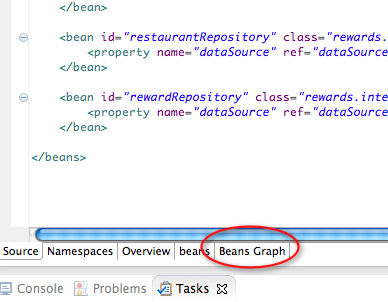 </bean>
<bean id="restaurantRepository" class="rewards.
<property name="dataSource" ref="dataSource
</bean>
<bean id="rewardRepository" class="rewards.inte
<property name="dataSource" ref="dataSource
</bean>
</beans>
Source Namespaces Overview beans Beans Graph
Console Problems Tasks